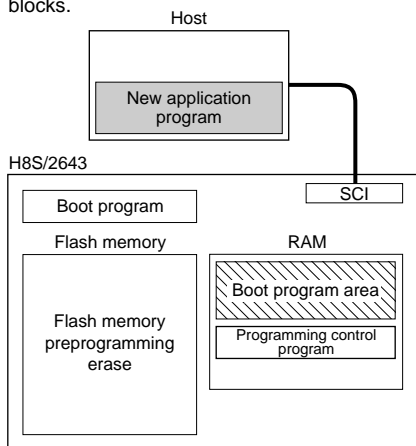 blocks.
Host
New application
program
H8S/2643
SCI
Boot program
Flash memory
RAM
Flash memory
preprogramming
erase
Boot program area
Programming control
program